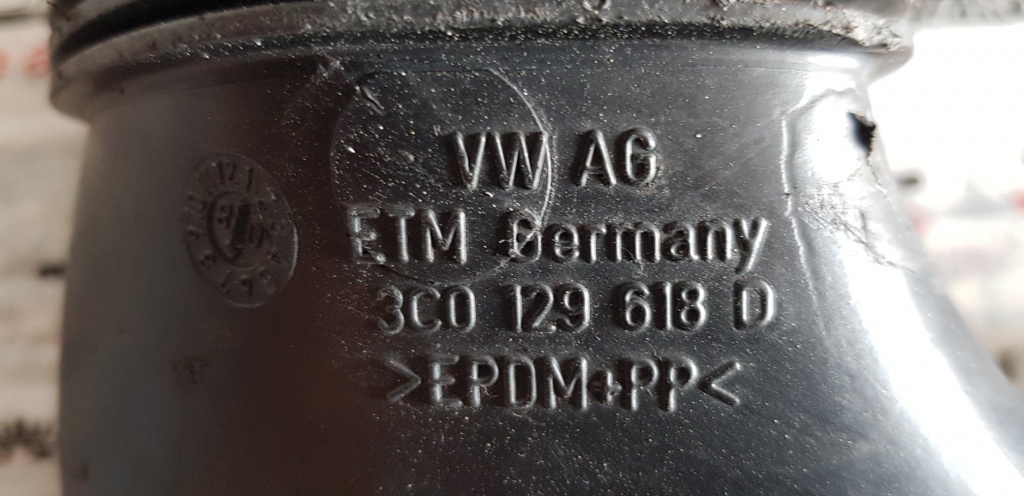 VW AG
ETM Germany
3C0 129 618 D
>EPDM+PP<